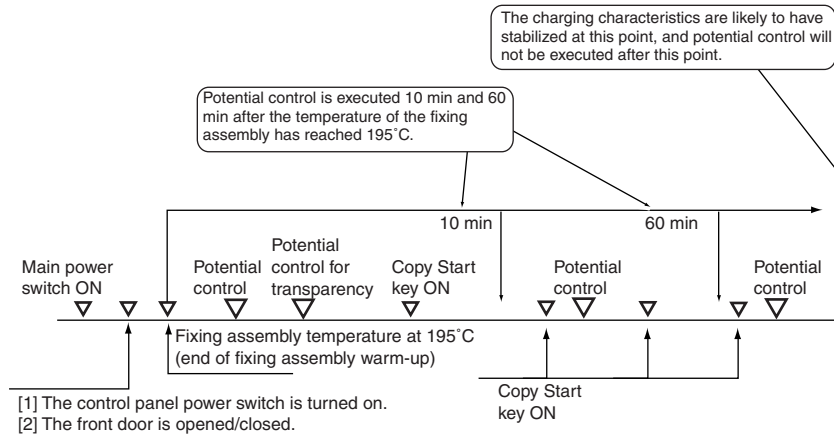 The charging characteristics are likely to have
stabilized at this point, and potential control will
not be executed after this point.
Potential control is executed 10 min and 60
min after the temperature of the fixing
assembly has reached 195˚C.
10 min
60 min
Main power
switch ON
Potential
control
Potential
control for
transparency
Copy Start
key ON
Potential
control
Potential
control
Fixing assembly temperature at 195˚C
(end of fixing assembly warm-up)
Copy Start
key ON
[1] The control panel power switch is turned on.
[2] The front door is opened/closed.